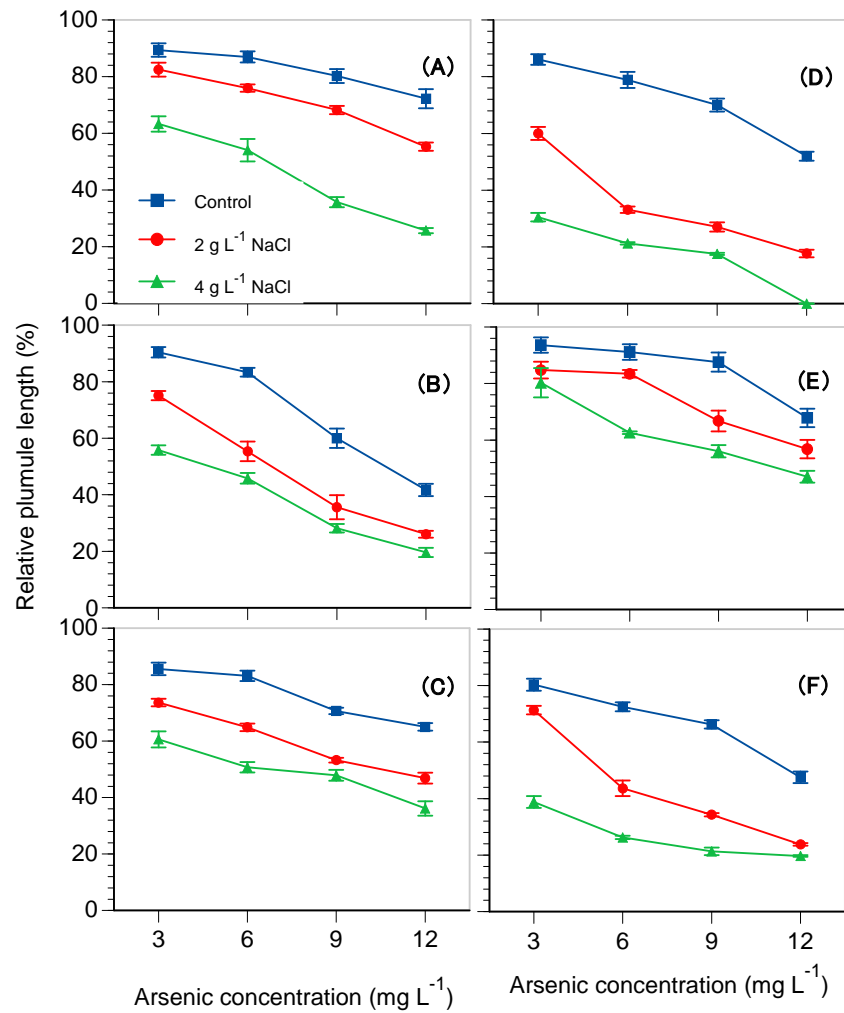 Relative plumule length (%)
100
80
60
40
20
0
(A)
Control
2 g L-1 NaCl
4 g L-1 NaCl
(D)
100
80
60
40
20
0
(B)
(E)
100
80
60
40
20
0
(C)
(F)
3 6 9 12
3 6 9 12
Arsenic concentration (mg L-1)
Arsenic concentration (mg L-1)